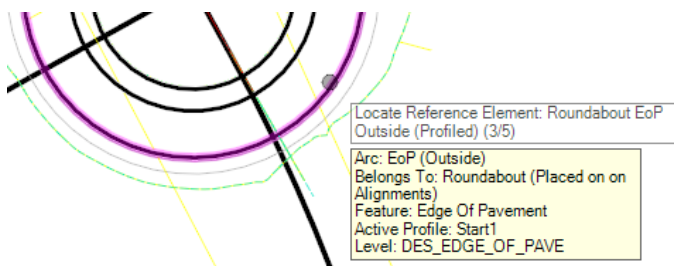 Locate Reference Element: Roundabout EoP
Outside (Profiled) (3/5)
Arc: EoP (Outside)
Belongs To: Roundabout (Placed on on
Alignments)
Feature: Edge Of Pavement
Active Profile: Start1
Level: DES_EDGE_OF_PAVE